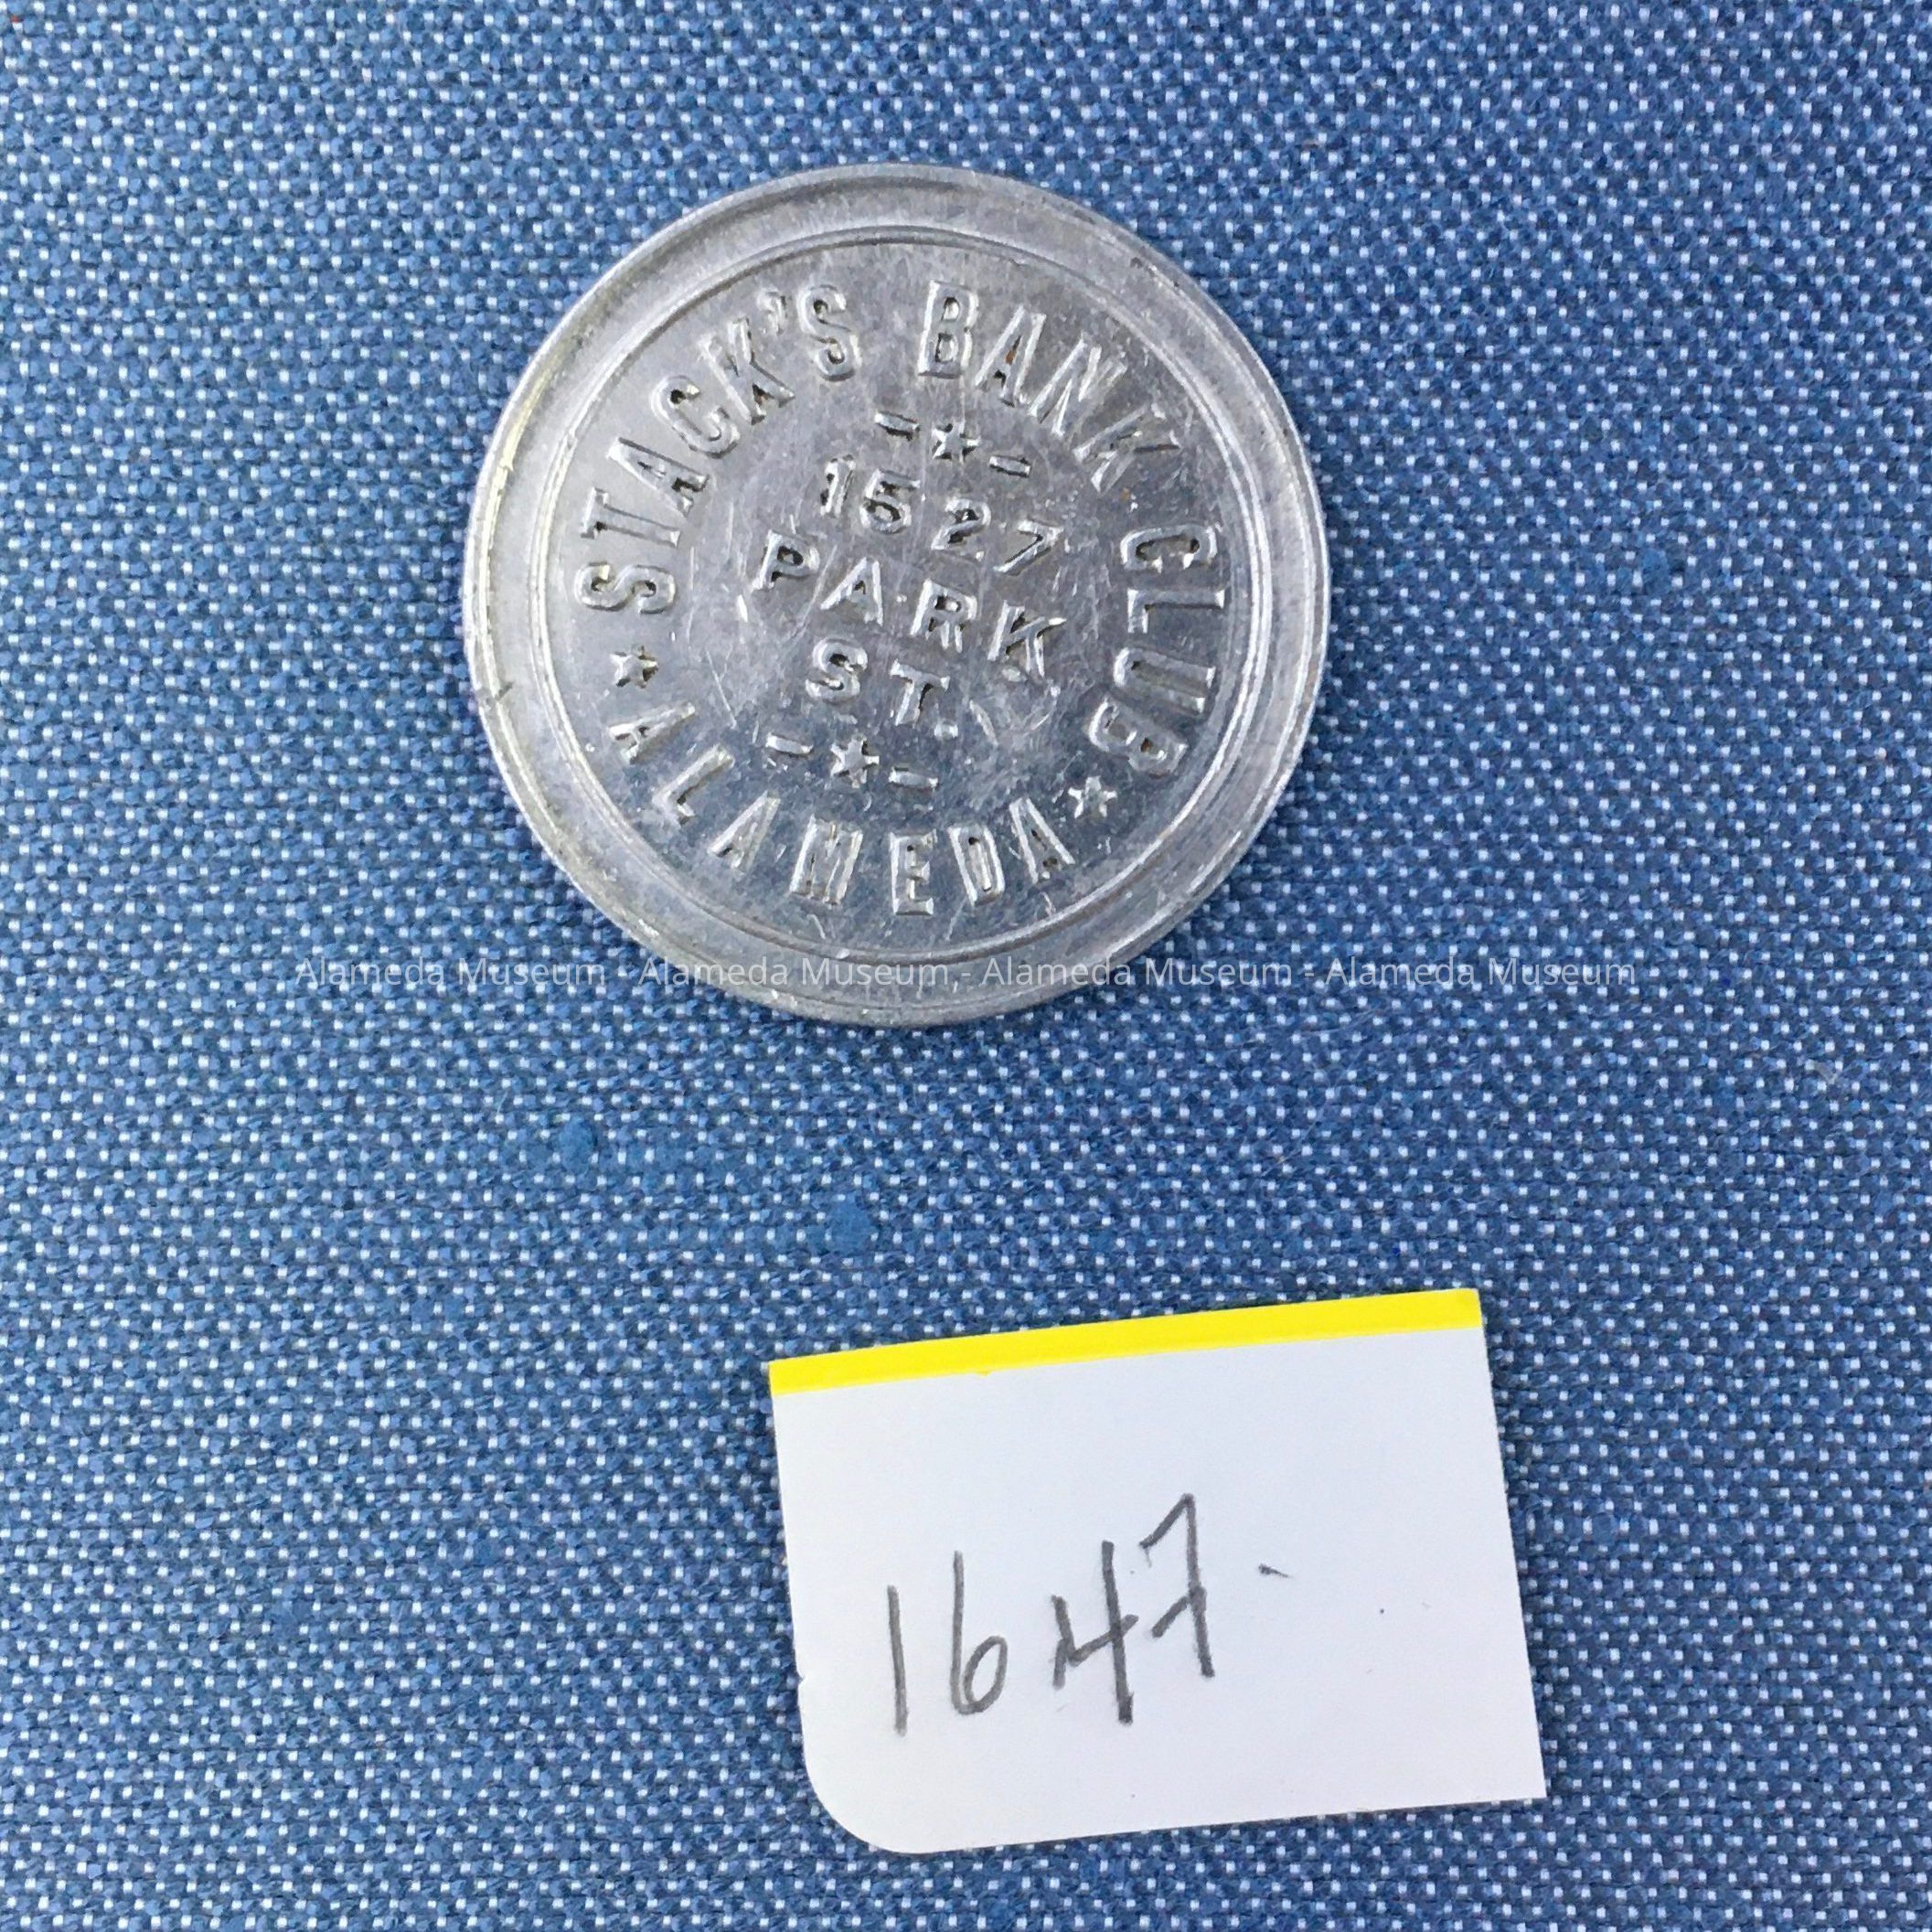 STACK'S BANK CLUB
-★-
1527
PARK
ST.
-★-
★ ALAMEDA ★
Alameda Museum - Alameda Museum - Alameda Museum - Alameda Museum
1647